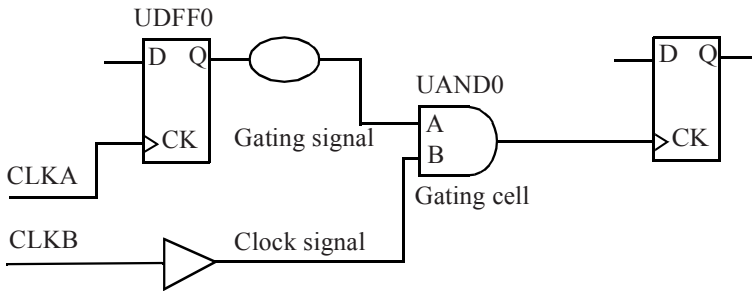 UDFF0
D Q
CK
UAND0
A
B
Gating signal
Gating cell
D Q
CK
CLKA
CLKB
Clock signal